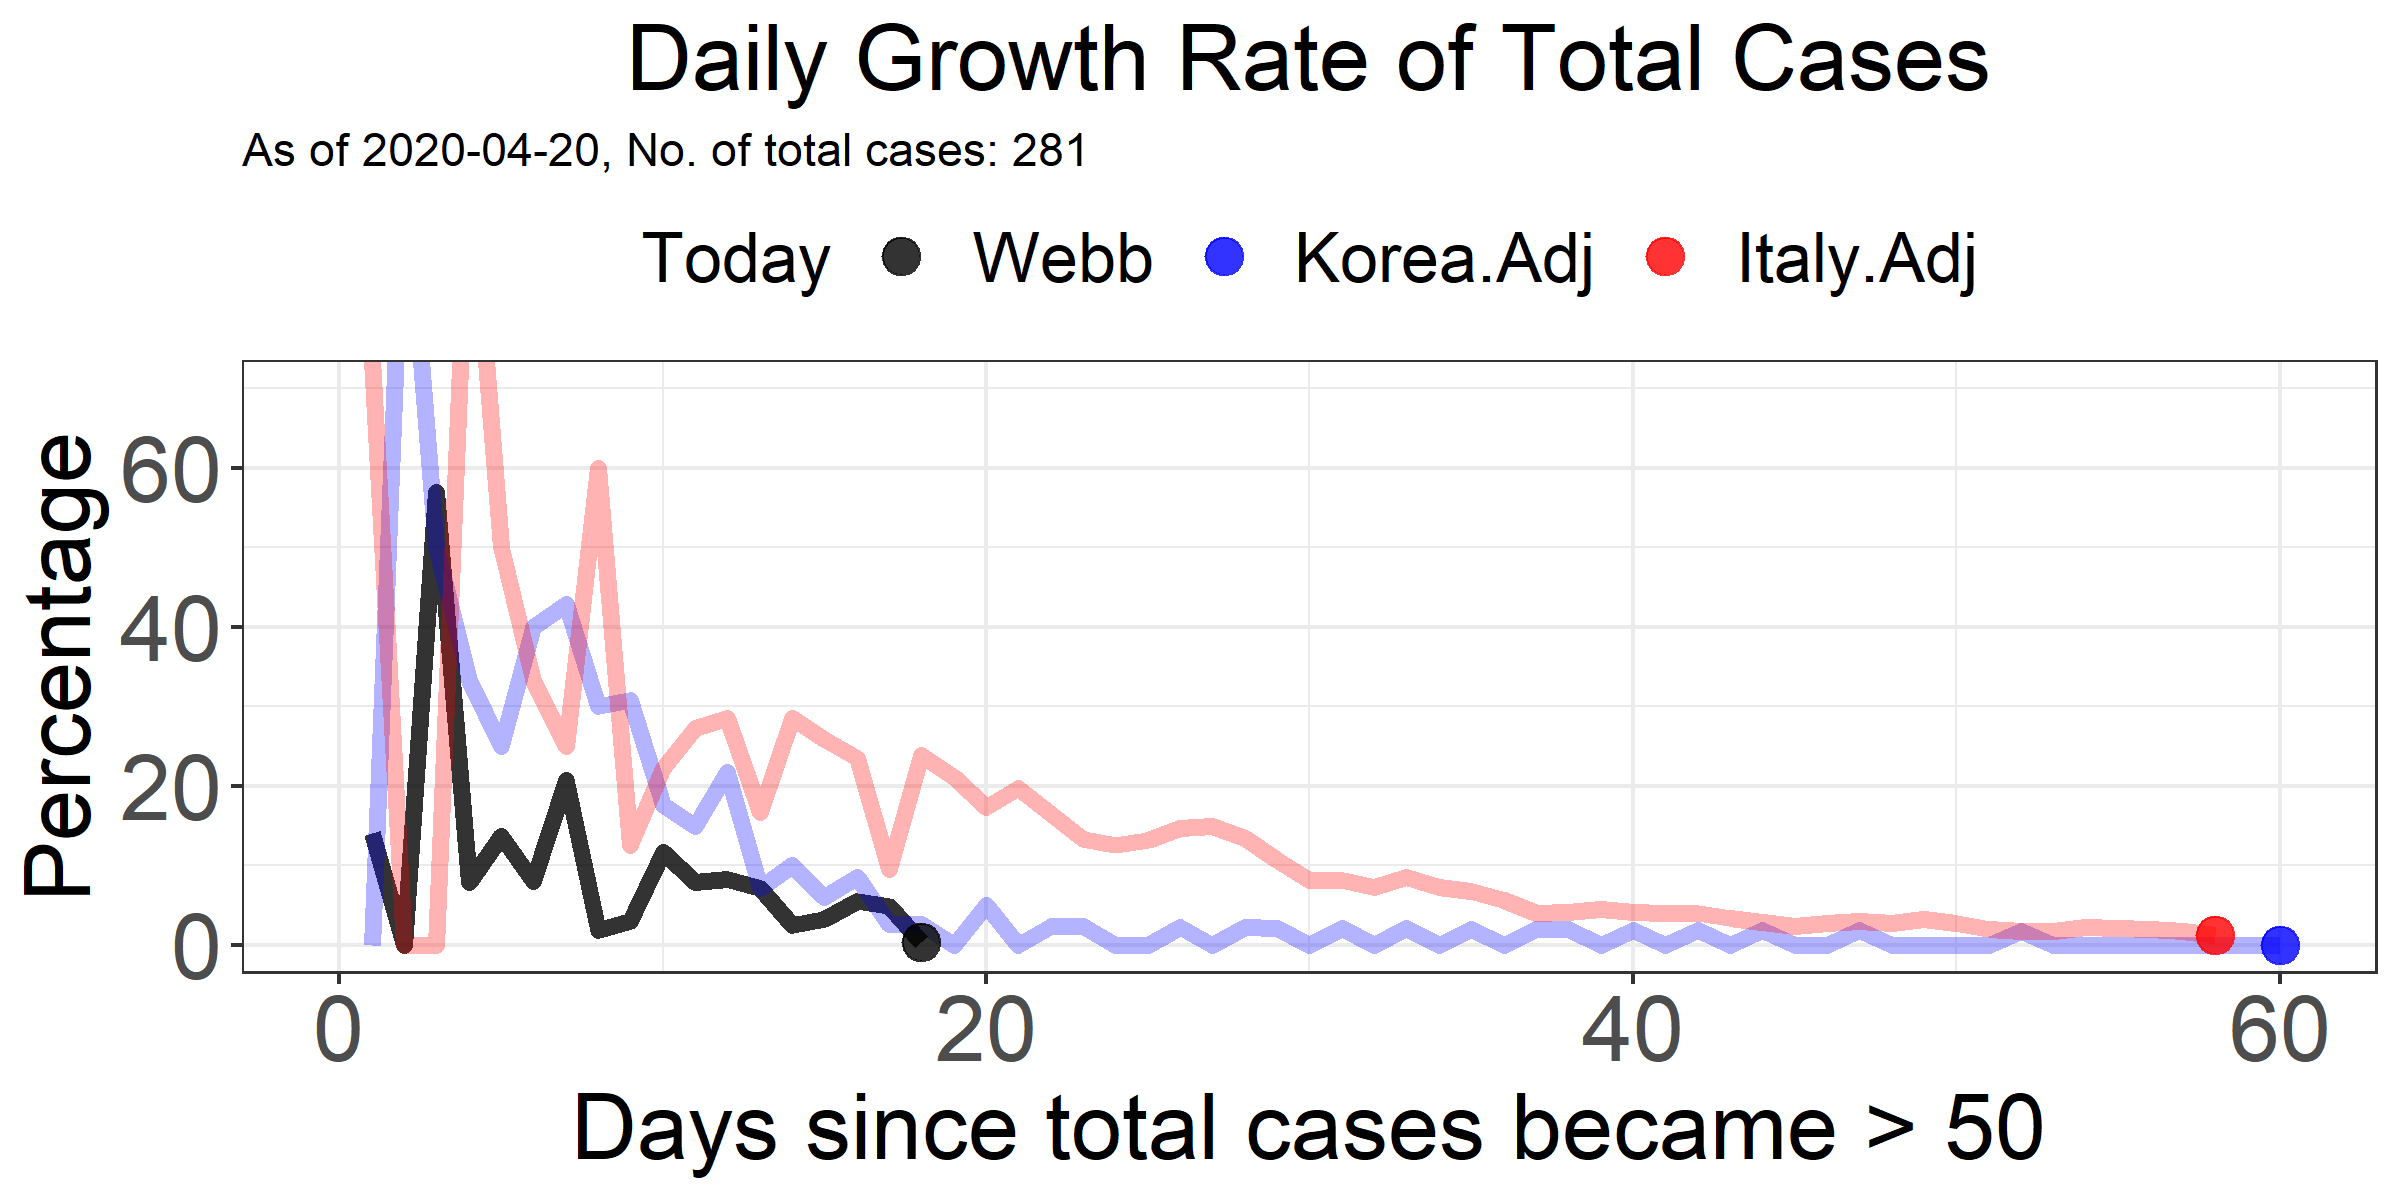 Daily Growth Rate of Total Cases
As of 2020-04-20, No. of total cases: 281
Today Webb Korea.Adj Italy.Adj
Percentage
60
40
20
0
0 20 40 60
Days since total cases became > 50